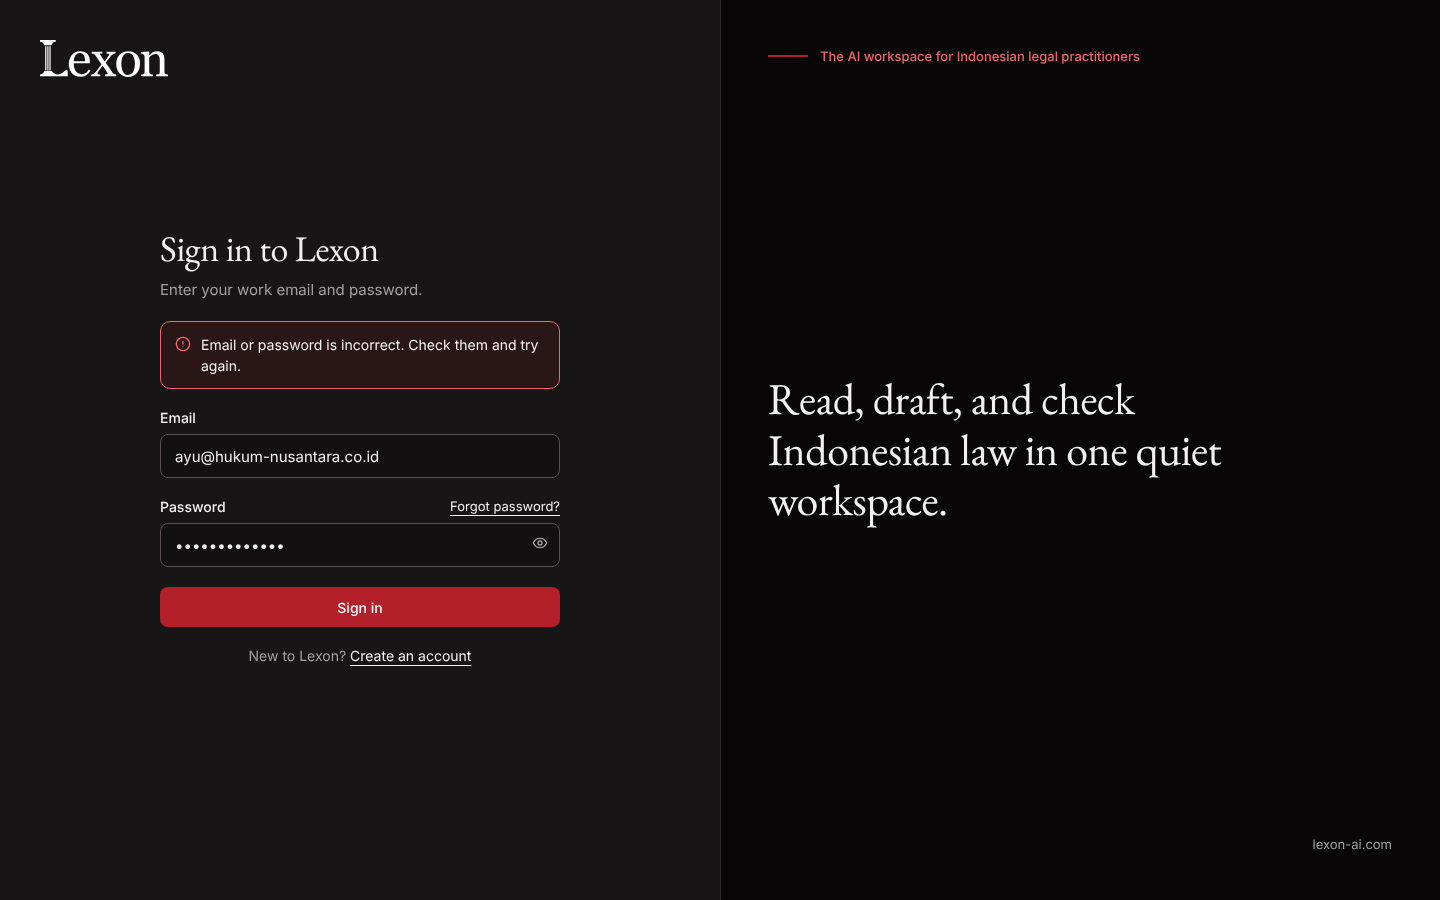 Lexon
Sign in to Lexon
Enter your work email and password.
Email or password is incorrect. Check them and try
again.
Email
ayu@hukum-nusantara.co.id
Password
Forgot password?
•••••••••••••
Sign in
New to Lexon? Create an account
The AI workspace for Indonesian legal practitioners
Read, draft, and check
Indonesian law in one quiet
workspace.
lexon-ai.com